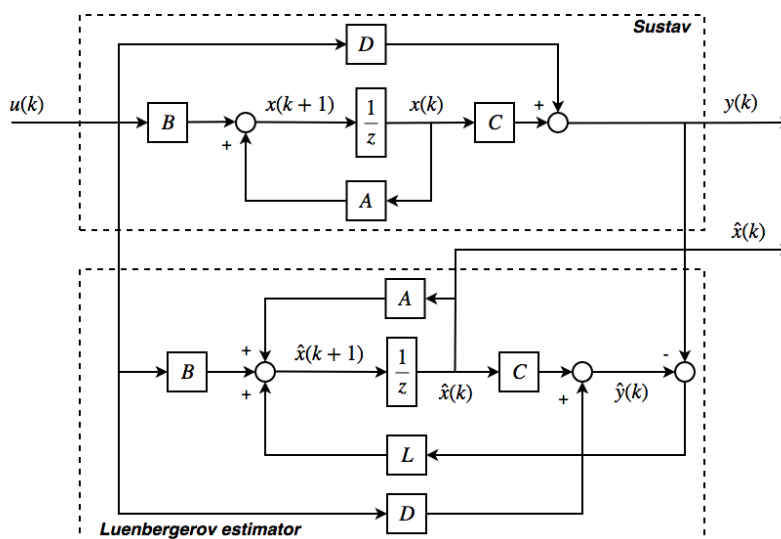 Sustav
D
u(k)
B
x(k + 1)
1
z
x(k)
C
+
y(k)
+
A
x̂(k)
A
+
x̂(k + 1)
1
z
-
B
C
+
x̂(k)
+
ŷ(k)
L
D
Luenbergerov estimator